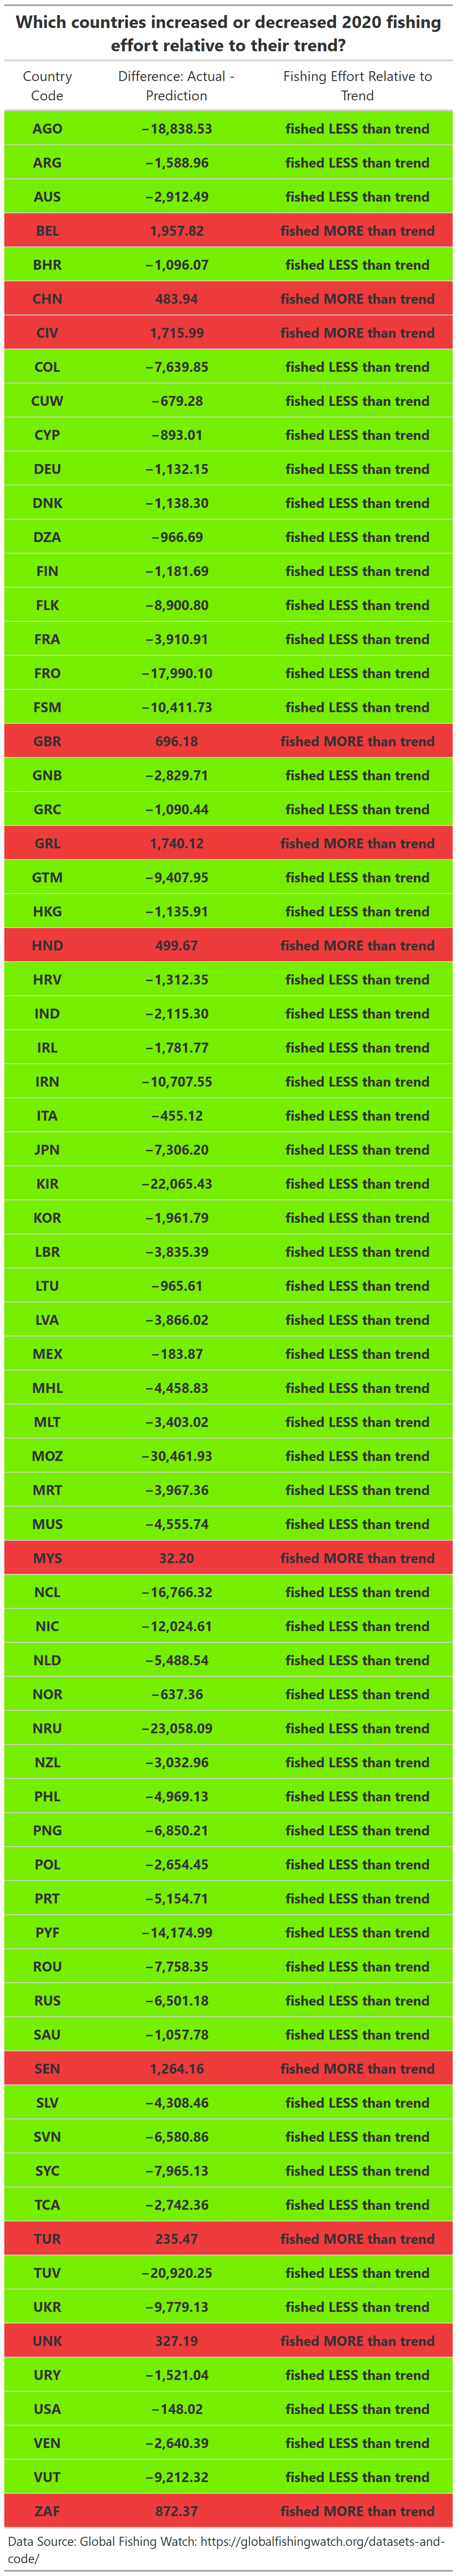 Which countries increased or decreased 2020 fishing
effort relative to their trend?
Country Code Difference: Actual - Prediction Fishing Effort Relative to Trend
AGO −18,838.53 fished LESS than trend
ARG −1,588.96 fished LESS than trend
AUS −2,912.49 fished LESS than trend
BEL 1,957.82 fished MORE than trend
BHR −1,096.07 fished LESS than trend
CHN 483.94 fished MORE than trend
CIV 1,715.99 fished MORE than trend
COL −7,639.85 fished LESS than trend
CUW −679.28 fished LESS than trend
CYP −893.01 fished LESS than trend
DEU −1,132.15 fished LESS than trend
DNK −1,138.30 fished LESS than trend
DZA −966.69 fished LESS than trend
FIN −1,181.69 fished LESS than trend
FLK −8,900.80 fished LESS than trend
FRA −3,910.91 fished LESS than trend
FRO −17,990.10 fished LESS than trend
FSM −10,411.73 fished LESS than trend
GBR 696.18 fished MORE than trend
GNB −2,829.71 fished LESS than trend
GRC −1,090.44 fished LESS than trend
GRL 1,740.12 fished MORE than trend
GTM −9,407.95 fished LESS than trend
HKG −1,135.91 fished LESS than trend
HND 499.67 fished MORE than trend
HRV −1,312.35 fished LESS than trend
IND −2,115.30 fished LESS than trend
IRL −1,781.77 fished LESS than trend
IRN −10,707.55 fished LESS than trend
ITA −455.12 fished LESS than trend
JPN −7,306.20 fished LESS than trend
KIR −22,065.43 fished LESS than trend
KOR −1,961.79 fished LESS than trend
LBR −3,835.39 fished LESS than trend
LTU −965.61 fished LESS than trend
LVA −3,866.02 fished LESS than trend
MEX −183.87 fished LESS than trend
MHL −4,458.83 fished LESS than trend
MLT −3,403.02 fished LESS than trend
MOZ −30,461.93 fished LESS than trend
MRT −3,967.36 fished LESS than trend
MUS −4,555.74 fished LESS than trend
MYS 32.20 fished MORE than trend
NCL −16,766.32 fished LESS than trend
NIC −12,024.61 fished LESS than trend
NLD −5,488.54 fished LESS than trend
NOR −637.36 fished LESS than trend
NRU −23,058.09 fished LESS than trend
NZL −3,032.96 fished LESS than trend
PHL −4,969.13 fished LESS than trend
PNG −6,850.21 fished LESS than trend
POL −2,654.45 fished LESS than trend
PRT −5,154.71 fished LESS than trend
PYF −14,174.99 fished LESS than trend
ROU −7,758.35 fished LESS than trend
RUS −6,501.18 fished LESS than trend
SAU −1,057.78 fished LESS than trend
SEN 1,264.16 fished MORE than trend
SLV −4,308.46 fished LESS than trend
SVN −6,580.86 fished LESS than trend
SYC −7,965.13 fished LESS than trend
TCA −2,742.36 fished LESS than trend
TUR 235.47 fished MORE than trend
TUV −20,920.25 fished LESS than trend
UKR −9,779.13 fished LESS than trend
UNK 327.19 fished MORE than trend
URY −1,521.04 fished LESS than trend
USA −148.02 fished LESS than trend
VEN −2,640.39 fished LESS than trend
VUT −9,212.32 fished LESS than trend
ZAF 872.37 fished MORE than trend
Data Source: Global Fishing Watch: https://globalfishingwatch.org/datasets-and-
code/